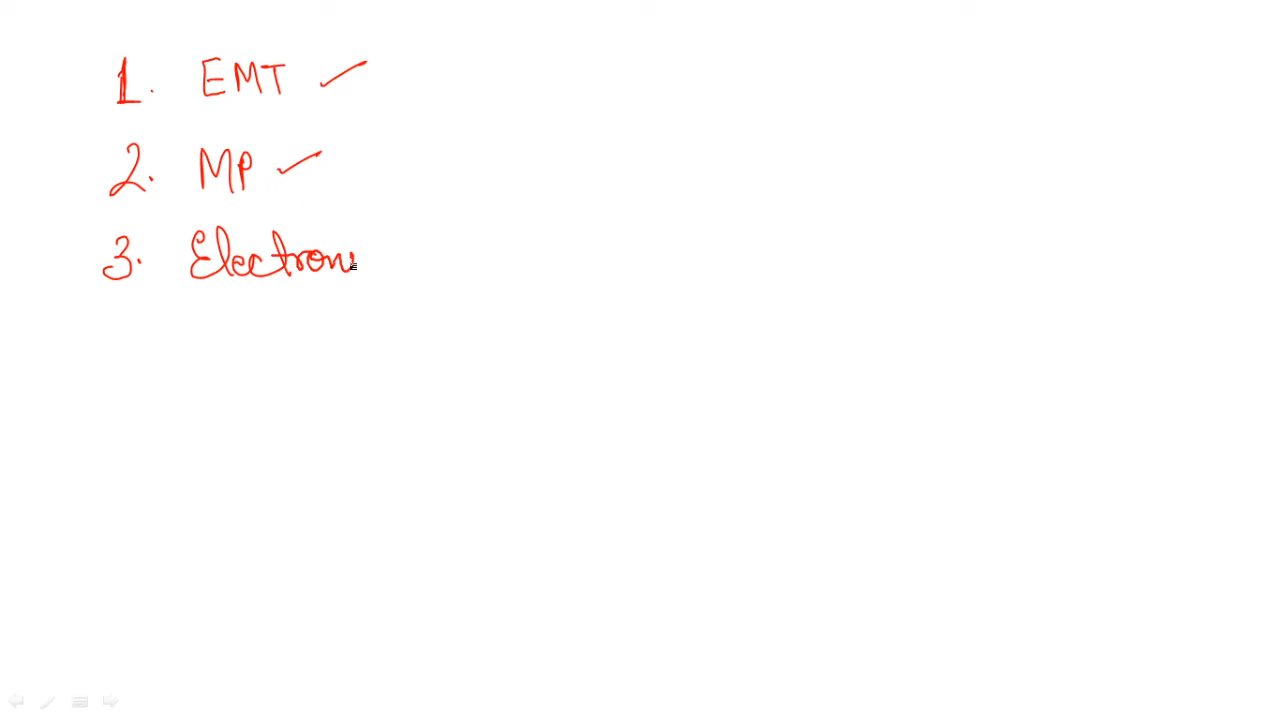 1. EMT ✓
2. MP ✓
3. Electron